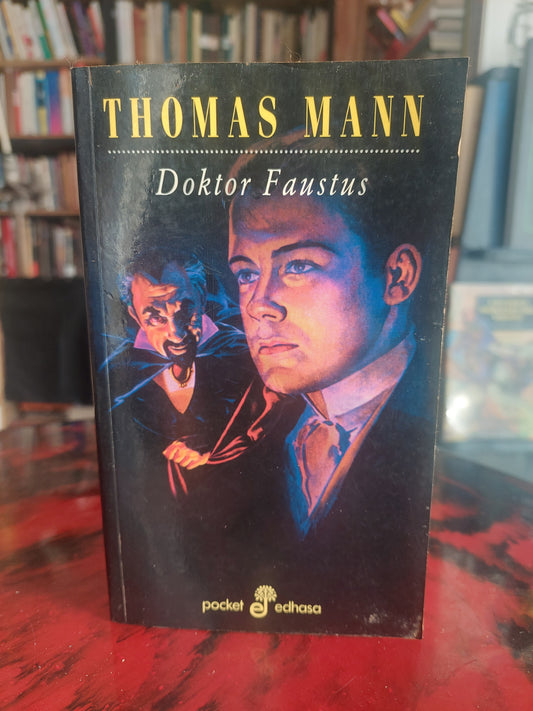 THOMAS MANN
Doktor Faustus
pocket edhasa